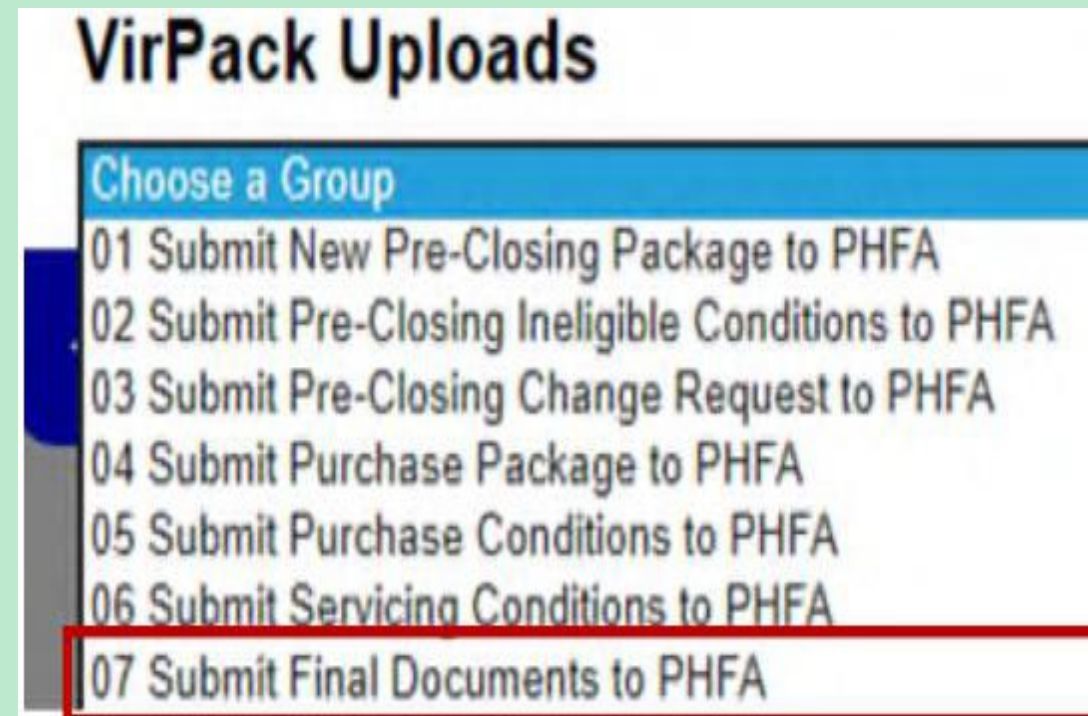 VirPack Uploads
Choose a Group
01 Submit New Pre-Closing Package to PHFA
02 Submit Pre-Closing Ineligible Conditions to PHFA
03 Submit Pre-Closing Change Request to PHFA
04 Submit Purchase Package to PHFA
05 Submit Purchase Conditions to PHFA
06 Submit Servicing Conditions to PHFA
07 Submit Final Documents to PHFA